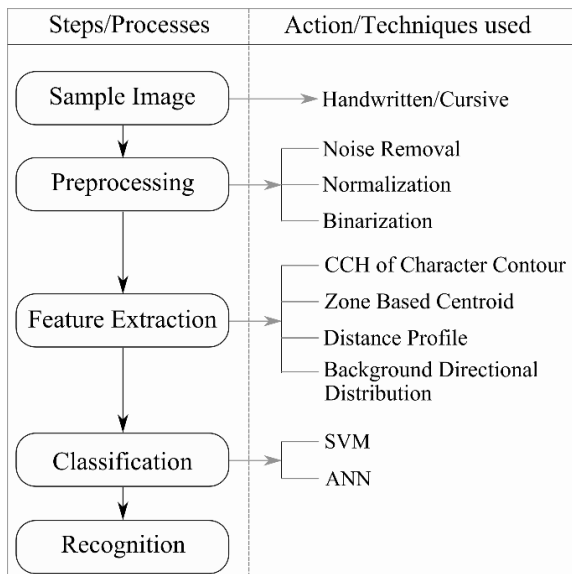 Steps/Processes
Action/Techniques used
Sample Image
Handwritten/Cursive
Preprocessing
Noise Removal
Normalization
Binarization
Feature Extraction
CCH of Character Contour
Zone Based Centroid
Distance Profile
Background Directional
Distribution
Classification
SVM
ANN
Recognition